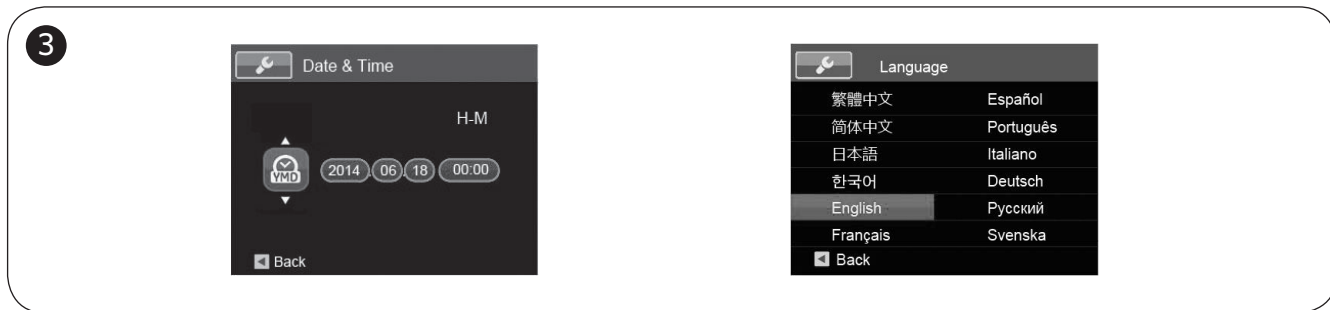 3
Date & Time
H-M
YMD
2014.06.18 00:00
Back
Language
繁體中文 Español
简体中文 Português
日本語 Italiano
한국어 Deutsch
English Русский
Français Svenska
Back